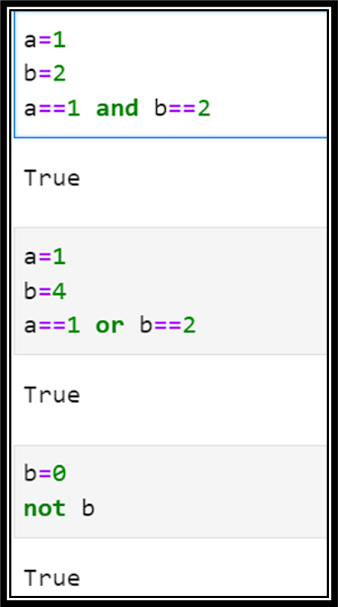 a=1
b=2
a==1 and b==2
True
a=1
b=4
a==1 or b==2
True
b=0
not b
True